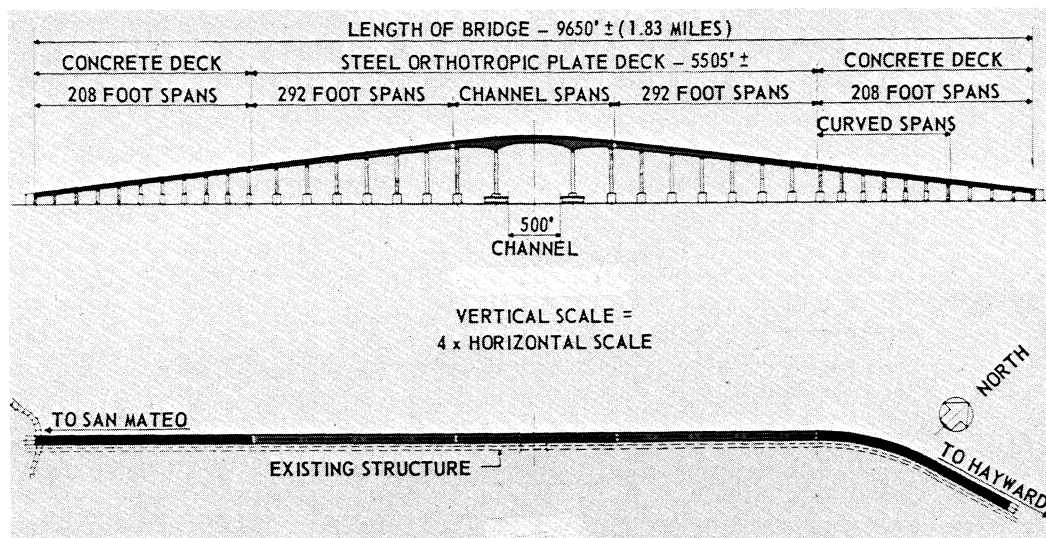 LENGTH OF BRIDGE – 9650' ± (1.83 MILES)
CONCRETE DECK
STEEL ORTHOTROPIC PLATE DECK – 5505' ±
CONCRETE DECK
208 FOOT SPANS
292 FOOT SPANS
CHANNEL SPANS
292 FOOT SPANS
208 FOOT SPANS
CURVED SPANS
500'
CHANNEL
VERTICAL SCALE =
4 x HORIZONTAL SCALE
NORTH
TO SAN MATEO
EXISTING STRUCTURE
TO HAYWARD